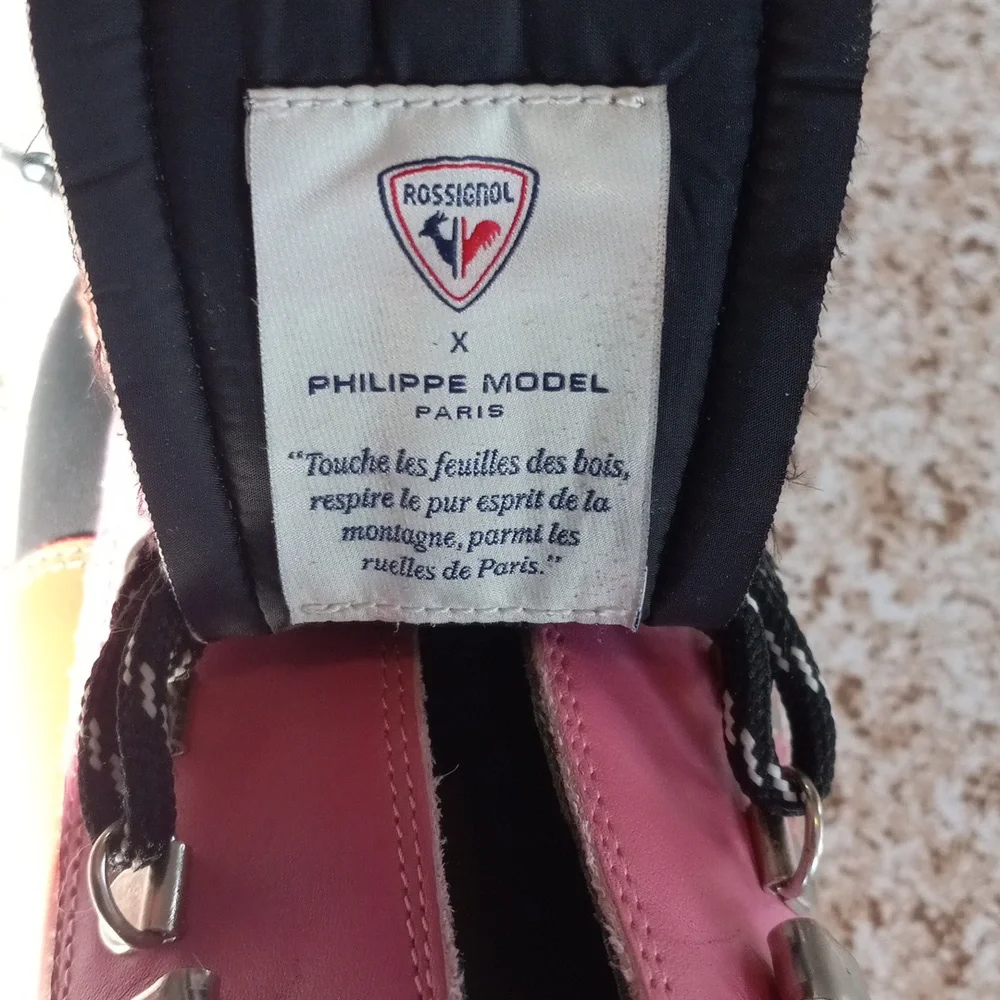 ROSSIGNOL
X
PHILIPPE MODEL
PARIS
“Touche les feuilles des bois,
respire le pur esprit de la
montagne, parmi les
ruelles de Paris.”